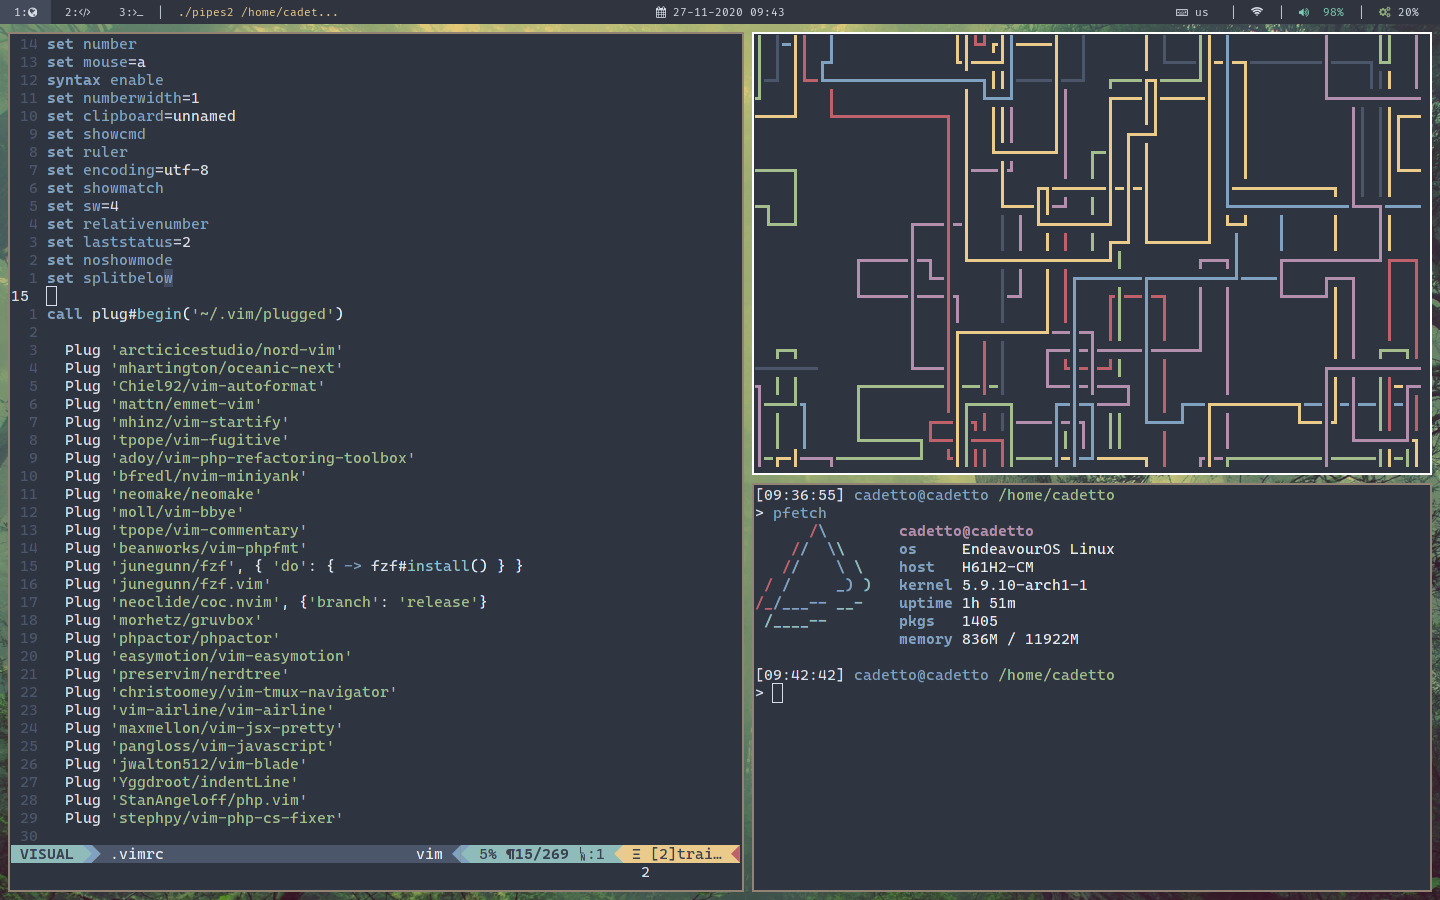 1: 2: 3: ./pipes2 /home/cadet... 27-11-2020 09:43 us 98% 20%
14 set number
13 set mouse=a
12 syntax enable
11 set numberwidth=1
10 set clipboard=unnamed
9 set showcmd
8 set ruler
7 set encoding=utf-8
6 set showmatch
5 set sw=4
4 set relativenumber
3 set laststatus=2
2 set noshowmode
1 set splitbelow
15
1 call plug#begin('~/.vim/plugged')
2
3 Plug 'arcticicestudio/nord-vim'
4 Plug 'mhartington/oceanic-next'
5 Plug 'Chiel92/vim-autoformat'
6 Plug 'mattn/emmet-vim'
7 Plug 'mhinz/vim-startify'
8 Plug 'tpope/vim-fugitive'
9 Plug 'adoy/vim-php-refactoring-toolbox'
10 Plug 'bfredl/nvim-miniyank'
11 Plug 'neomake/neomake'
12 Plug 'moll/vim-bbye'
13 Plug 'tpope/vim-commentary'
14 Plug 'beanworks/vim-phpfmt'
15 Plug 'junegunn/fzf', { 'do': { -> fzf#install() } }
16 Plug 'junegunn/fzf.vim'
17 Plug 'neoclide/coc.nvim', {'branch': 'release'}
18 Plug 'morhetz/gruvbox'
19 Plug 'phpactor/phpactor'
20 Plug 'easymotion/vim-easymotion'
21 Plug 'preservim/nerdtree'
22 Plug 'christoomey/vim-tmux-navigator'
23 Plug 'vim-airline/vim-airline'
24 Plug 'maxmellon/vim-jsx-pretty'
25 Plug 'pangloss/vim-javascript'
26 Plug 'jwalton512/vim-blade'
27 Plug 'Yggdroot/indentLine'
28 Plug 'StanAngeloff/php.vim'
29 Plug 'stephpy/vim-php-cs-fixer'
30
VISUAL .vimrc vim 5% ¶15/269 :1 Ξ [2]trai…
2
[09:36:55] cadetto@cadetto /home/cadetto
> pfetch
cadetto@cadetto
os EndeavourOS Linux
host H61H2-CM
kernel 5.9.10-arch1-1
uptime 1h 51m
pkgs 1405
memory 836M / 11922M
[09:42:42] cadetto@cadetto /home/cadetto
>